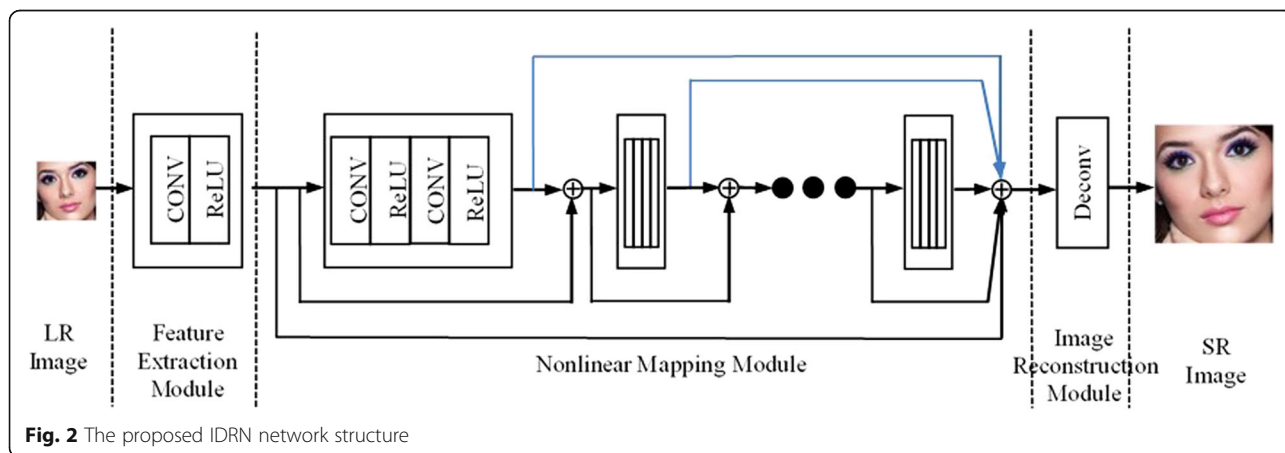 CONV
ReLU
CONV
ReLU
CONV
ReLU
Deconv
LR
Image
Feature
Extraction
Module
Nonlinear Mapping Module
Image
Reconstruction
Module
SR
Image
Fig. 2 The proposed IDRN network structure